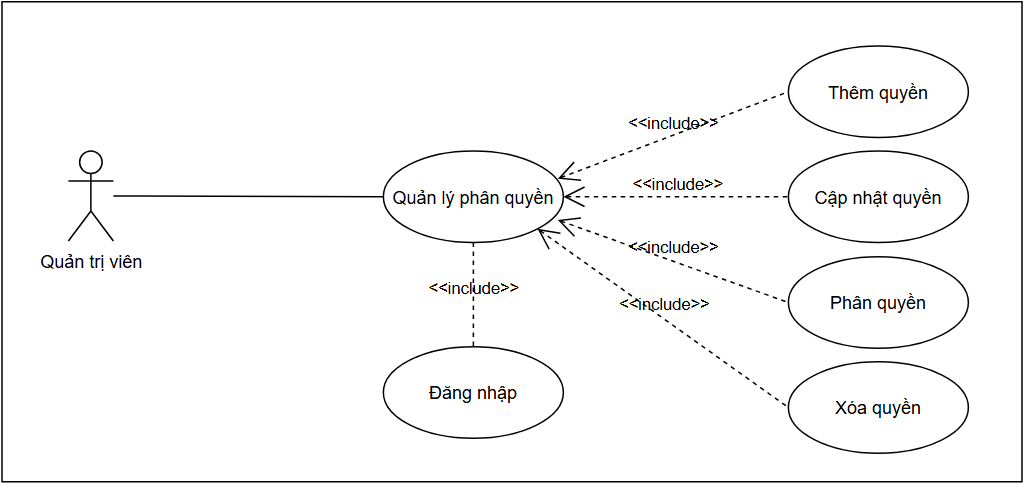 Thêm quyền
<<include>>
<<include>>
Quản lý phân quyền
Cập nhật quyền
<<include>>
Quản trị viên
<<include>>
<<include>>
Phân quyền
Đăng nhập
Xóa quyền